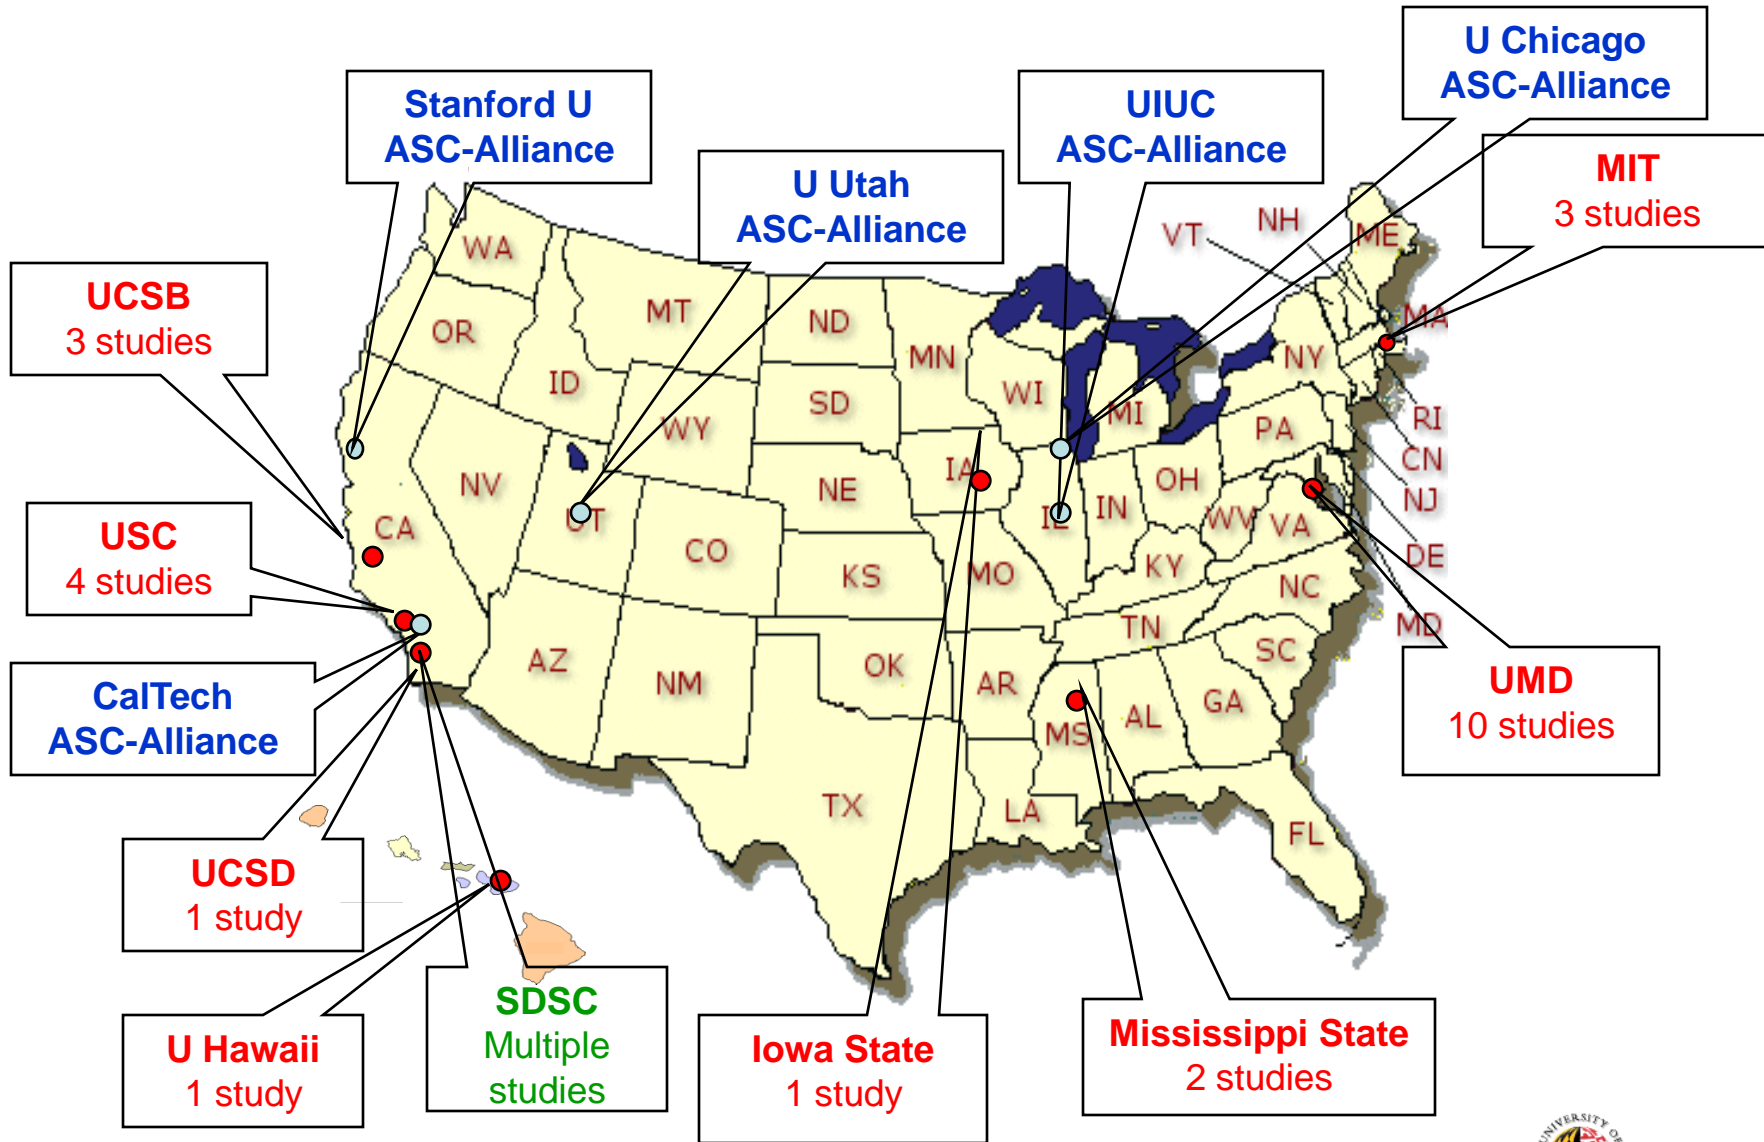 U Chicago
ASC-Alliance
Stanford U
ASC-Alliance
UIUC
ASC-Alliance
U Utah
ASC-Alliance
MIT
3 studies
UCSB
3 studies
USC
4 studies
CalTech
ASC-Alliance
UCSD
1 study
U Hawaii
1 study
SDSC
Multiple
studies
Iowa State
1 study
Mississippi State
2 studies
UMD
10 studies
WA
OR
ID
MT
ND
SD
MN
WI
MI
WY
NV
CA
UT
CO
NE
IA
IL
IN
OH
PA
NY
VT
NH
ME
MA
RI
CN
NJ
DE
MD
WV
VA
KY
NC
TN
SC
GA
AL
MS
AR
MO
KS
OK
NM
AZ
TX
LA
FL
UNIVERSITY OF